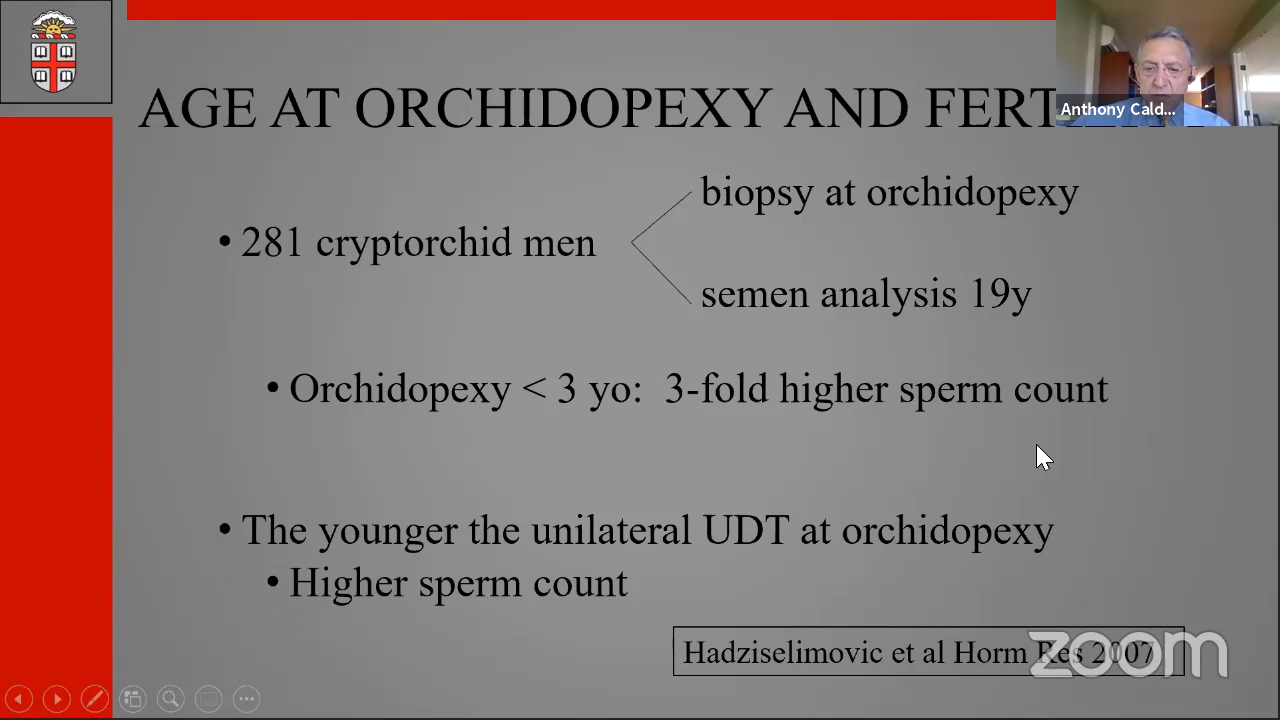 AGE AT ORCHIDOPEXY AND FERT
Anthony Cald...
biopsy at orchidopexy
• 281 cryptorchid men
semen analysis 19y
• Orchidopexy < 3 yo: 3-fold higher sperm count
• The younger the unilateral UDT at orchidopexy
• Higher sperm count
Hadziselimovic et al Horm Res 2007
zoom